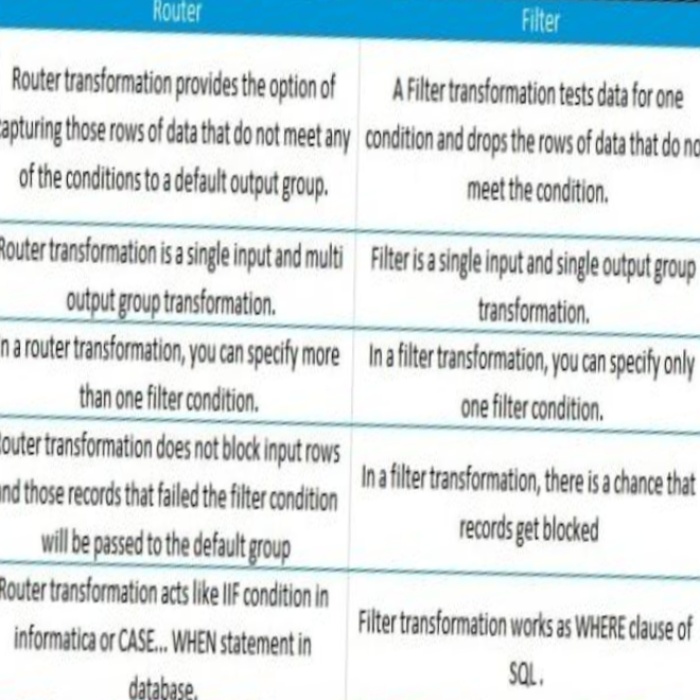 Router
Filter
Router transformation provides the option of
capturing those rows of data that do not meet any
of the conditions to a default output group.
A Filter transformation tests data for one
condition and drops the rows of data that do no
meet the condition.
Router transformation is a single input and multi
output group transformation.
Filter is a single input and single output group
transformation.
In a router transformation, you can specify more
than one filter condition.
In a filter transformation, you can specify only
one filter condition.
Router transformation does not block input rows
and those records that failed the filter condition
will be passed to the default group
In a filter transformation, there is a chance that
records get blocked
Router transformation acts like IIF condition in
informatica or CASE... WHEN statement in
database.
Filter transformation works as WHERE clause of
SQL.